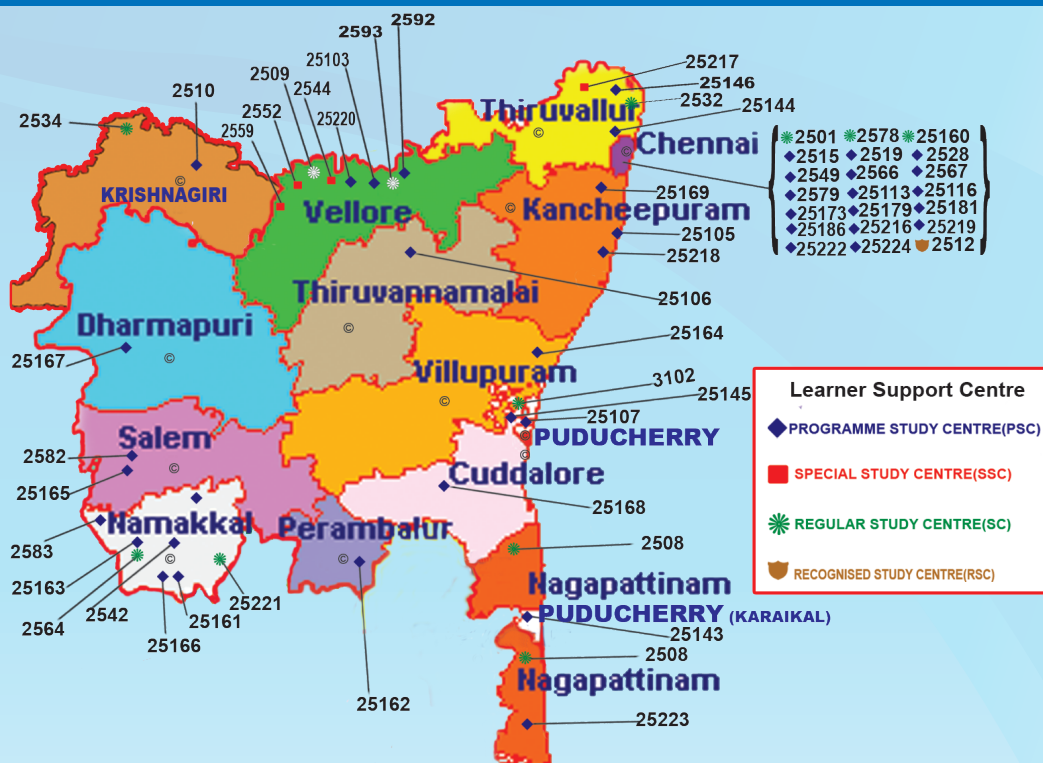 2592
2593
25103
2509
2544
2510
2552
25220
2559
2534
25217
25146
2532
25144
Thiruvallur
Chennai
2501 2578 25160
2515 2519 2528
2549 2566 2567
2579 25113 25116
25173 25179 25181
25186 25216 25219
25222 25224 2512
KRISHNAGIRI
Vellore
Kancheepuram
25169
25105
25218
25106
Thiruvannamalai
Dharmapuri
25167
25164
Villupuram
3102
25145
25107
PUDUCHERRY
Salem
2582
25165
Cuddalore
25168
Namakkal
2583
Perambalur
25163
2564
2542
25166
25161
25221
25162
2508
Nagapattinam
PUDUCHERRY (KARAIKAL)
25143
2508
Nagapattinam
25223
Learner Support Centre
PROGRAMME STUDY CENTRE(PSC)
SPECIAL STUDY CENTRE(SSC)
REGULAR STUDY CENTRE(SC)
RECOGNISED STUDY CENTRE(RSC)